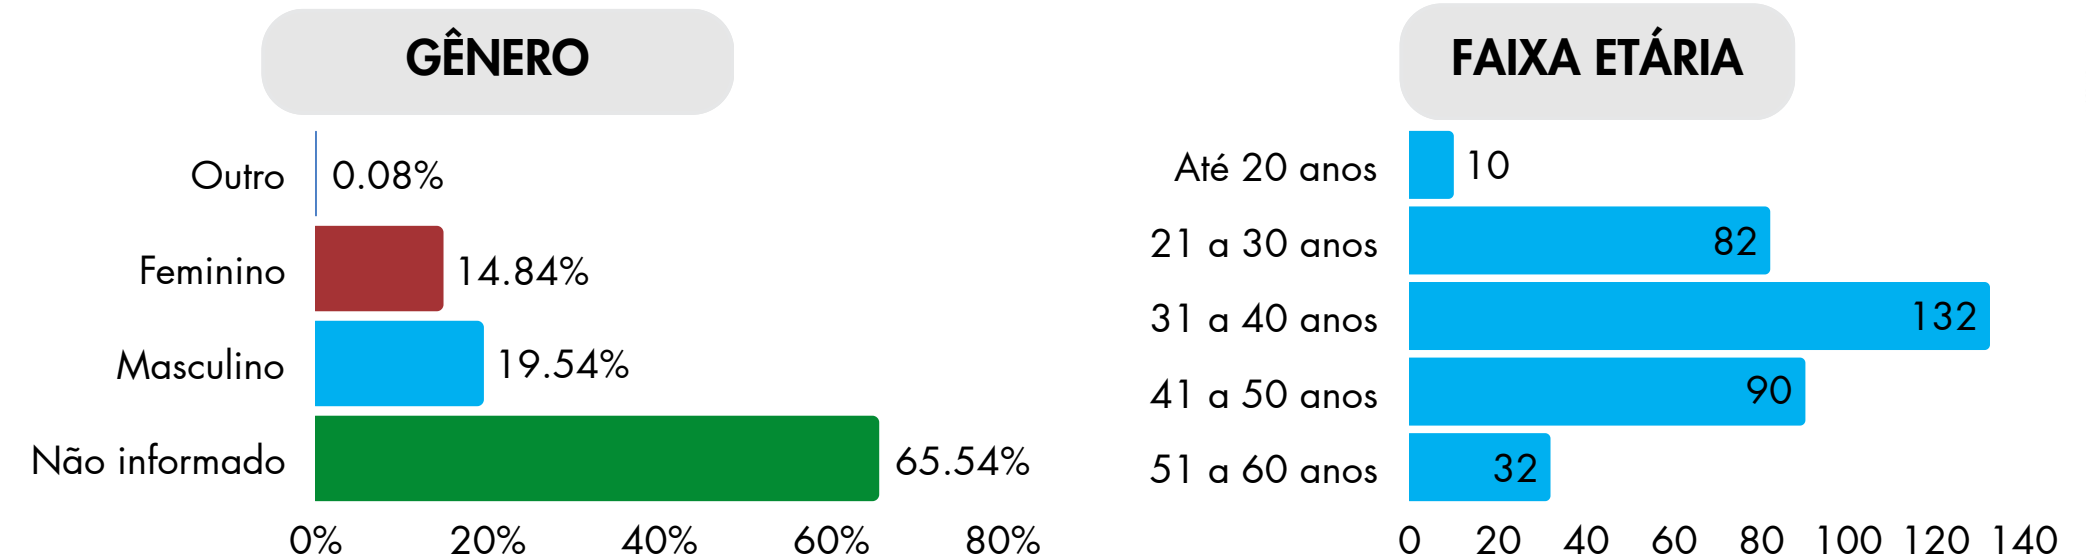 GÊNERO
Outro 0.08%
Feminino 14.84%
Masculino 19.54%
Não informado 65.54%
0% 20% 40% 60% 80%
FAIXA ETÁRIA
Até 20 anos 10
21 a 30 anos 82
31 a 40 anos 132
41 a 50 anos 90
51 a 60 anos 32
0 20 40 60 80 100 120 140